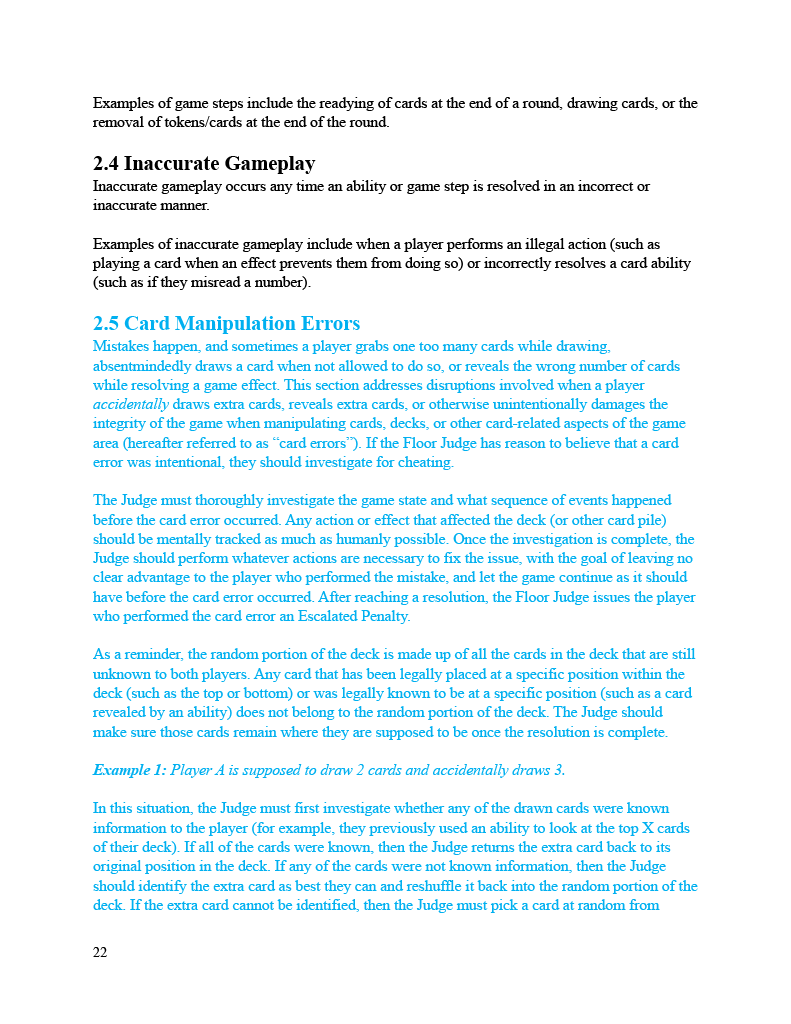 Examples of game steps include the readying of cards at the end of a round, drawing cards, or the
removal of tokens/cards at the end of the round.
2.4 Inaccurate Gameplay
Inaccurate gameplay occurs any time an ability or game step is resolved in an incorrect or
inaccurate manner.
Examples of inaccurate gameplay include when a player performs an illegal action (such as
playing a card when an effect prevents them from doing so) or incorrectly resolves a card ability
(such as if they misread a number).
2.5 Card Manipulation Errors
Mistakes happen, and sometimes a player grabs one too many cards while drawing,
absentmindedly draws a card when not allowed to do so, or reveals the wrong number of cards
while resolving a game effect. This section addresses disruptions involved when a player
accidentally draws extra cards, reveals extra cards, or otherwise unintentionally damages the
integrity of the game when manipulating cards, decks, or other card-related aspects of the game
area (hereafter referred to as “card errors”). If the Floor Judge has reason to believe that a card
error was intentional, they should investigate for cheating.
The Judge must thoroughly investigate the game state and what sequence of events happened
before the card error occurred. Any action or effect that affected the deck (or other card pile)
should be mentally tracked as much as humanly possible. Once the investigation is complete, the
Judge should perform whatever actions are necessary to fix the issue, with the goal of leaving no
clear advantage to the player who performed the mistake, and let the game continue as it should
have before the card error occurred. After reaching a resolution, the Floor Judge issues the player
who performed the card error an Escalated Penalty.
As a reminder, the random portion of the deck is made up of all the cards in the deck that are still
unknown to both players. Any card that has been legally placed at a specific position within the
deck (such as the top or bottom) or was legally known to be at a specific position (such as a card
revealed by an ability) does not belong to the random portion of the deck. The Judge should
make sure those cards remain where they are supposed to be once the resolution is complete.
Example 1: Player A is supposed to draw 2 cards and accidentally draws 3.
In this situation, the Judge must first investigate whether any of the drawn cards were known
information to the player (for example, they previously used an ability to look at the top X cards
of their deck). If all of the cards were known, then the Judge returns the extra card back to its
original position in the deck. If any of the cards were not known information, then the Judge
should identify the extra card as best they can and reshuffle it back into the random portion of the
deck. If the extra card cannot be identified, then the Judge must pick a card at random from
22